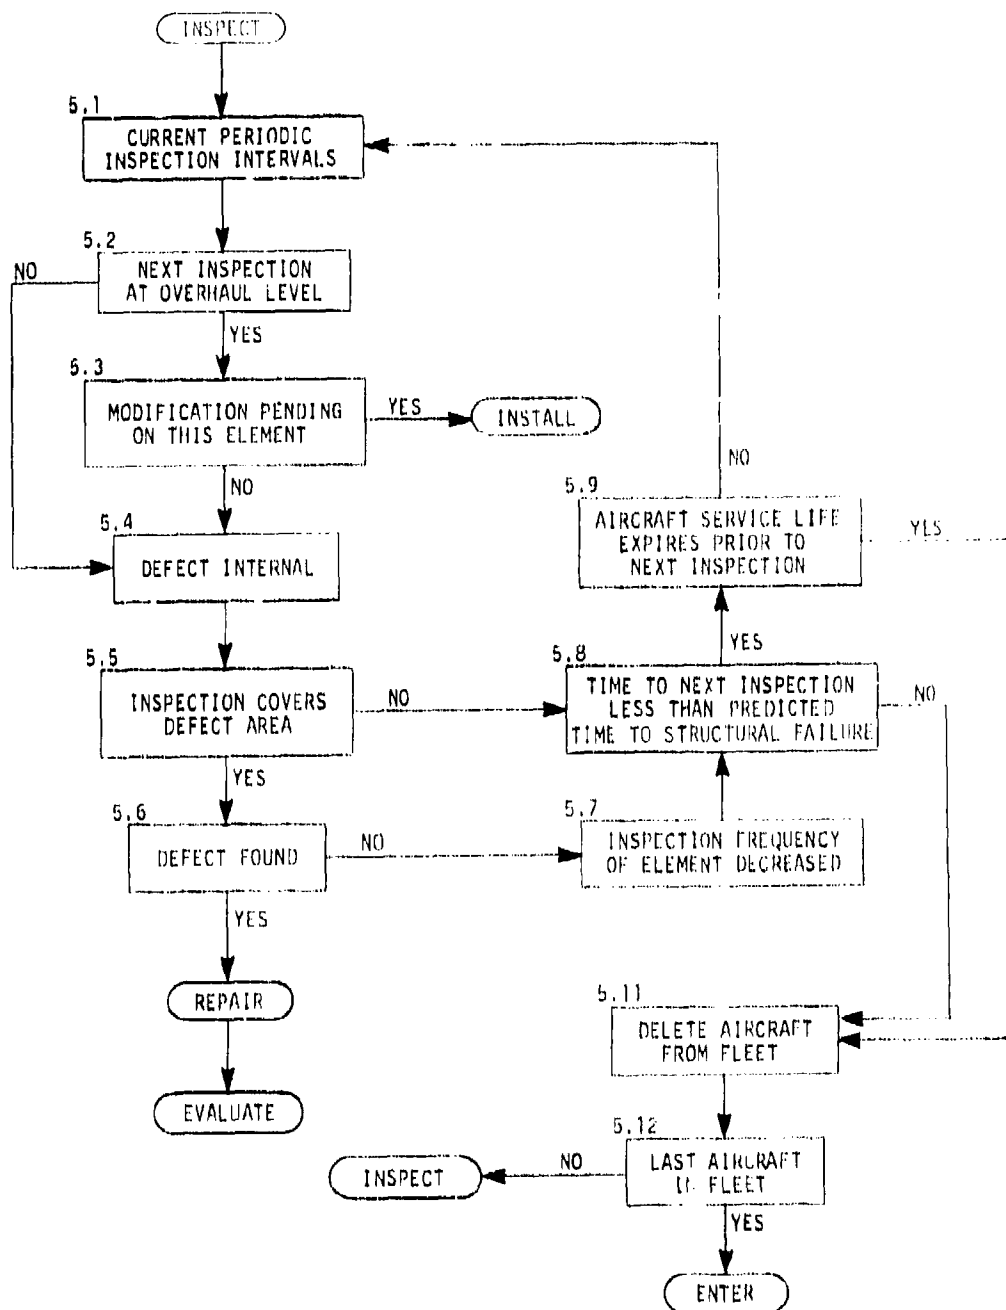 INSPECT
5.1
CURRENT PERIODIC
INSPECTION INTERVALS
5.2
NO
NEXT INSPECTION
AT OVERHAUL LEVEL
YES
5.3
MODIFICATION PENDING
ON THIS ELEMENT
YES
INSTALL
NO
5.4
DEFECT INTERNAL
5.5
INSPECTION COVERS
DEFECT AREA
NO
YES
5.6
DEFECT FOUND
NO
YES
REPAIR
EVALUATE
NO
5.9
AIRCRAFT SERVICE LIFE
EXPIRES PRIOR TO
NEXT INSPECTION
YES
YES
5.8
TIME TO NEXT INSPECTION
LESS THAN PREDICTED
TIME TO STRUCTURAL FAILURE
NO
5.7
INSPECTION FREQUENCY
OF ELEMENT DECREASED
5.11
DELETE AIRCRAFT
FROM FLEET
5.12
LAST AIRCRAFT
IN FLEET
NO
INSPECT
YES
ENTER